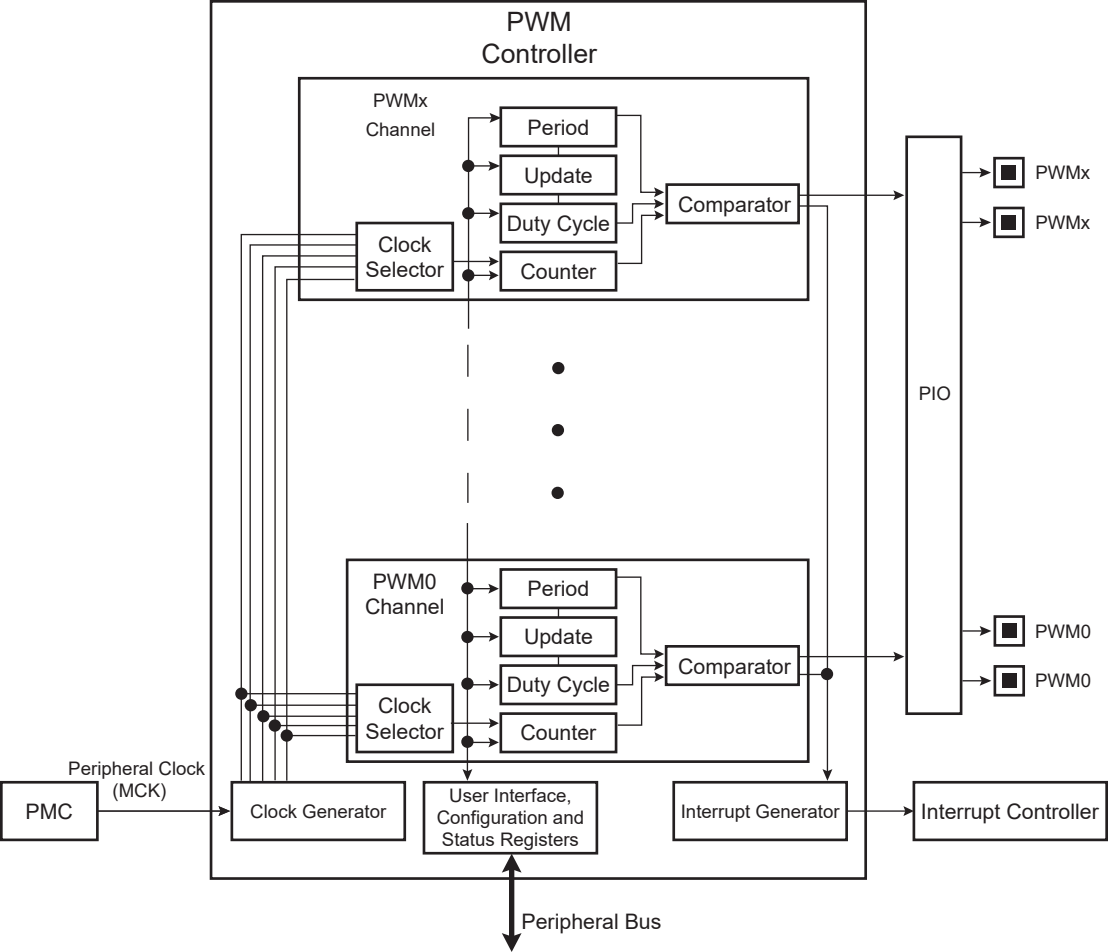 PWM
Controller
PWMx
Channel
Period
Update
Duty Cycle
Counter
Clock
Selector
Comparator
PWMx
PWMx
PIO
PWM0
Channel
Period
Update
Duty Cycle
Counter
Clock
Selector
Comparator
PWM0
PWM0
Peripheral Clock
(MCK)
PMC
Clock Generator
User Interface,
Configuration and
Status Registers
Interrupt Generator
Interrupt Controller
Peripheral Bus